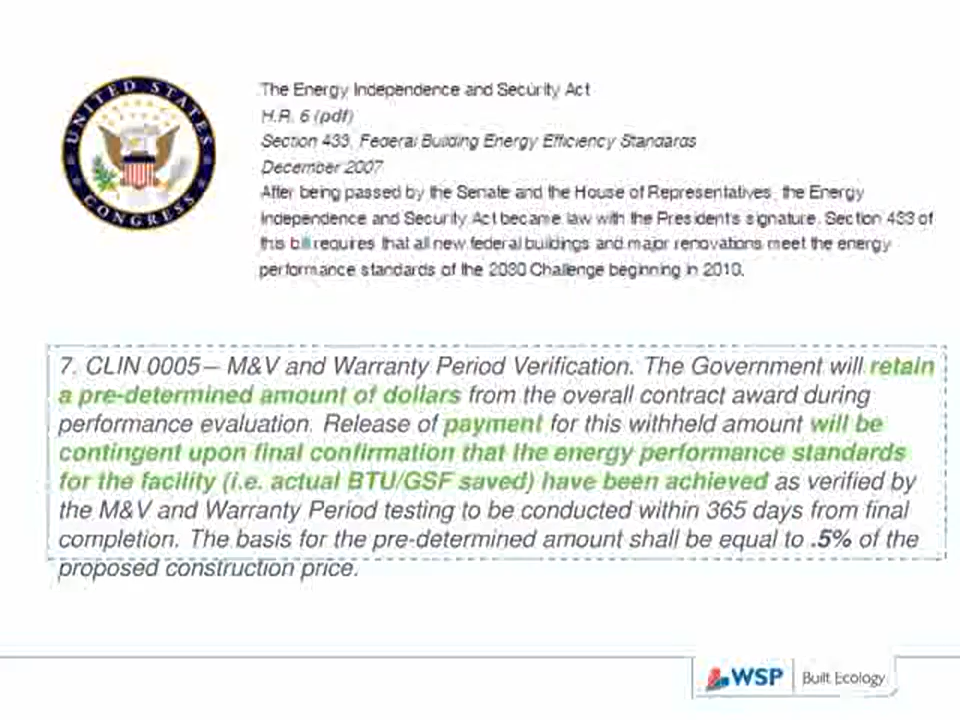 UNITED STATES
CONGRESS
The Energy Independence and Security Act
H.R. 6 (pdf)
Section 433, Federal Building Energy Efficiency Standards
December 2007
After being passed by the Senate and the House of Representatives, the Energy
Independence and Security Act became law with the President's signature. Section 433 of
this bill requires that all new federal buildings and major renovations meet the energy
performance standards of the 2030 Challenge beginning in 2010.
7. CLIN 0005— M&V and Warranty Period Verification. The Government will retain
a pre-determined amount of dollars from the overall contract award during
performance evaluation. Release of payment for this withheld amount will be
contingent upon final confirmation that the energy performance standards
for the facility (i.e. actual BTU/GSF saved) have been achieved as verified by
the M&V and Warranty Period testing to be conducted within 365 days from final
completion. The basis for the pre-determined amount shall be equal to .5% of the
proposed construction price.
WSP Built Ecology